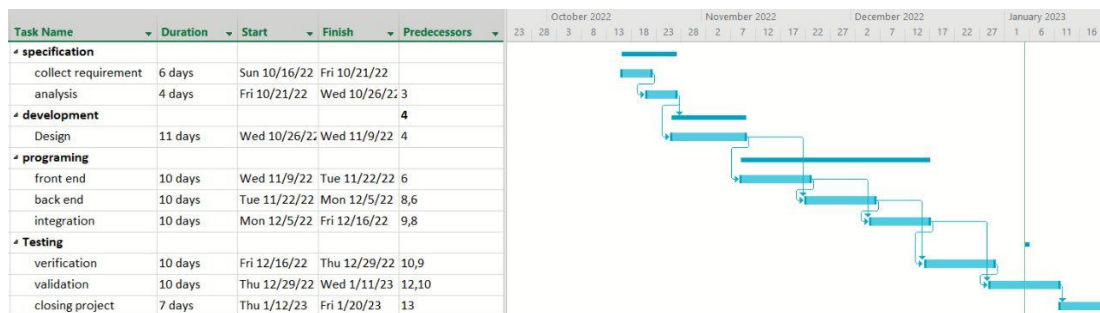 October 2022 November 2022 December 2022 January 2023
Task Name Duration Start Finish Predecessors 23 28 3 8 13 18 23 28 2 7 12 17 22 27 2 7 12 17 22 27 1 6 11 16
specification
collect requirement 6 days Sun 10/16/22 Fri 10/21/22
analysis 4 days Fri 10/21/22 Wed 10/26/22 3
development 4
Design 11 days Wed 10/26/22 Wed 11/9/22 4
programing
front end 10 days Wed 11/9/22 Tue 11/22/22 6
back end 10 days Tue 11/22/22 Mon 12/5/22 8,6
integration 10 days Mon 12/5/22 Fri 12/16/22 9,8
Testing
verification 10 days Fri 12/16/22 Thu 12/29/22 10,9
validation 10 days Thu 12/29/22 Wed 1/11/23 12,10
closing project 7 days Thu 1/12/23 Fri 1/20/23 13